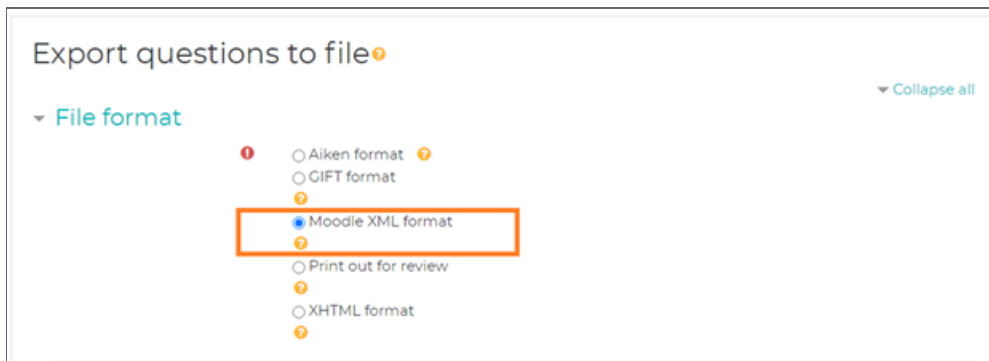 Export questions to file
Collapse all
File format
Aiken format
GIFT format
Moodle XML format
Print out for review
XHTML format